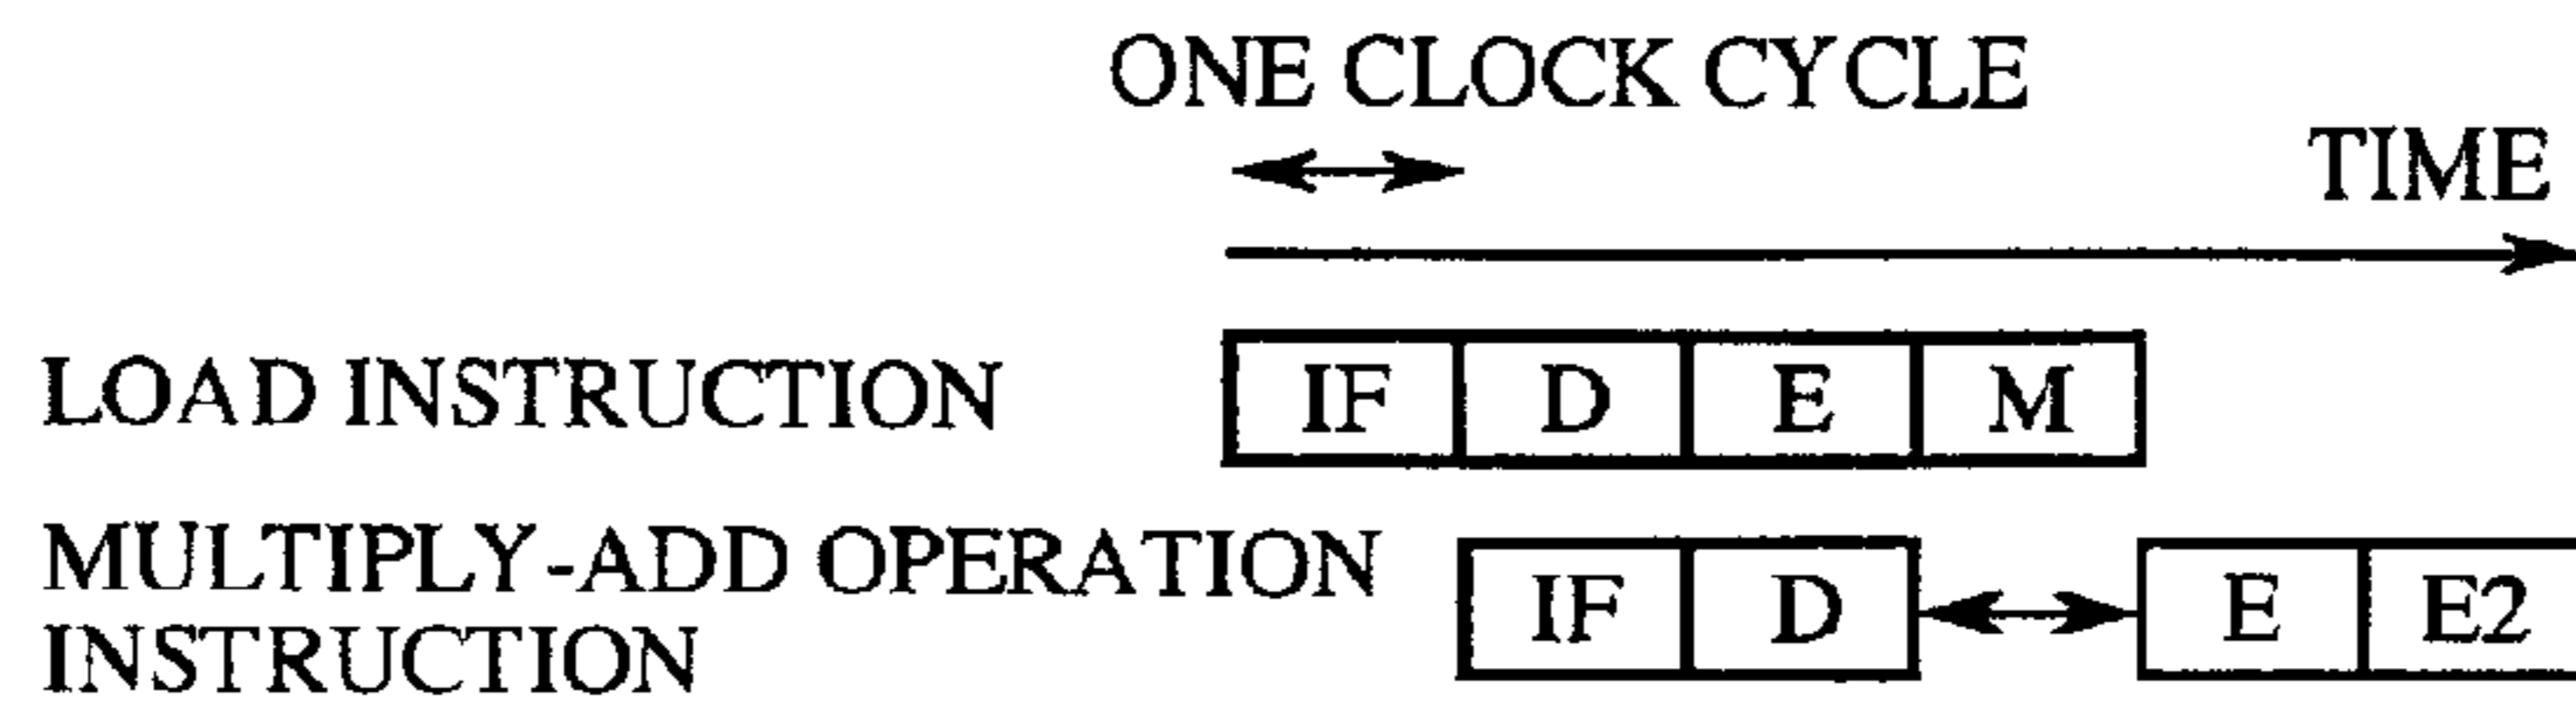 ONE CLOCK CYCLE
TIME
LOAD INSTRUCTION IF D E M
MULTIPLY-ADD OPERATION
INSTRUCTION IF D E E2